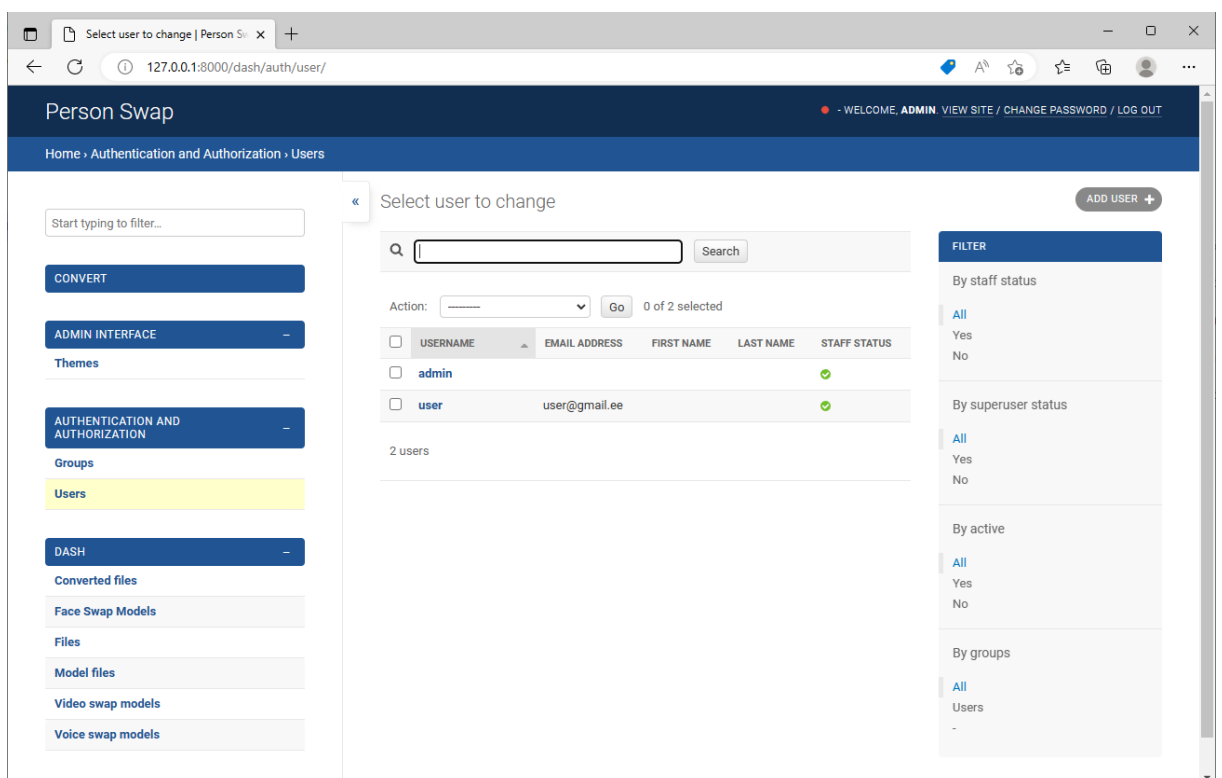 Select user to change | Person Sw
127.0.0.1:8000/dash/auth/user/
Person Swap
- WELCOME, ADMIN. VIEW SITE / CHANGE PASSWORD / LOG OUT
Home › Authentication and Authorization › Users
Start typing to filter...
CONVERT
ADMIN INTERFACE –
Themes
AUTHENTICATION AND
AUTHORIZATION –
Groups
Users
DASH –
Converted files
Face Swap Models
Files
Model files
Video swap models
Voice swap models
«
Select user to change
ADD USER +
Search
Action: --------- Go 0 of 2 selected
USERNAME EMAIL ADDRESS FIRST NAME LAST NAME STAFF STATUS
admin
user user@gmail.ee
2 users
FILTER
By staff status
All
Yes
No
By superuser status
All
Yes
No
By active
All
Yes
No
By groups
All
Users
-